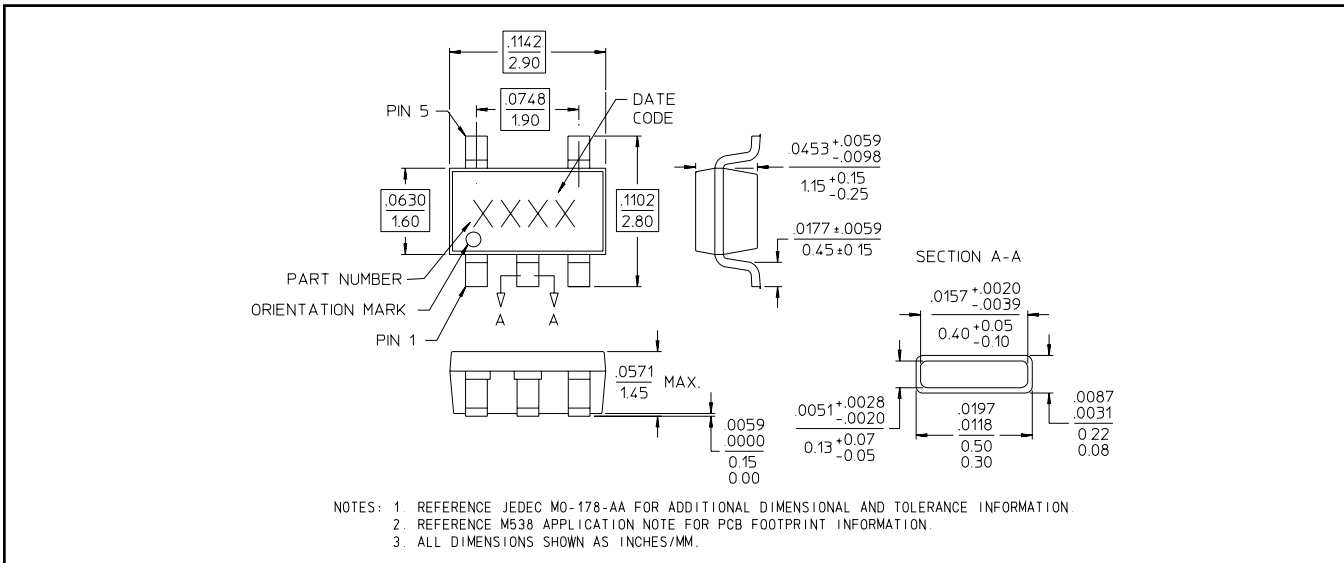 .1142
2.90
.0748
1.90
PIN 5
DATE
CODE
.0630
1.60
XXXX
.1102
2.80
PART NUMBER
ORIENTATION MARK
PIN 1
A
A
.0453 +.0059
-.0098
1.15 +0.15
-0.25
.0177 ±.0059
0.45 ±0.15
SECTION A-A
.0157 +.0020
-.0039
0.40 +0.05
-0.10
.0571
1.45
MAX.
.0059
.0000
0.15
0.00
.0051 +.0028
-.0020
0.13 +0.07
-0.05
.0197
.0118
0.50
0.30
.0087
.0031
0.22
0.08
NOTES: 1. REFERENCE JEDEC MO-178-AA FOR ADDITIONAL DIMENSIONAL AND TOLERANCE INFORMATION.
2. REFERENCE M538 APPLICATION NOTE FOR PCB FOOTPRINT INFORMATION.
3. ALL DIMENSIONS SHOWN AS INCHES/MM.